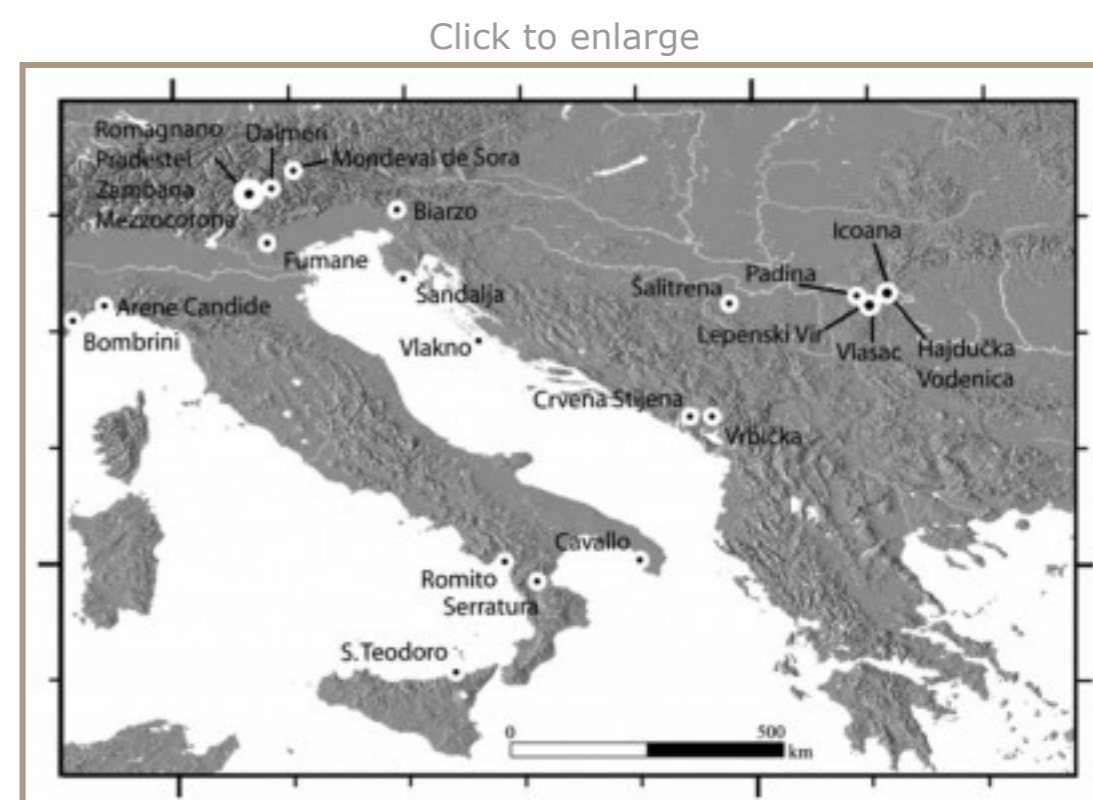 Click to enlarge
Romagnano
Pradestel
Zambana
Mezzocorona
Dalmeri
Mondeval de Sora
Biarzo
Fumane
Šandalja
Arene Candide
Bombrini
Vlakno
Icoana
Padina
Šalitrena
Lepenski Vir
Vlasac
Hajdučka
Vodenica
Crvena Stijena
Vrbička
Cavallo
Romito
Serratura
S. Teodoro
0 500
km